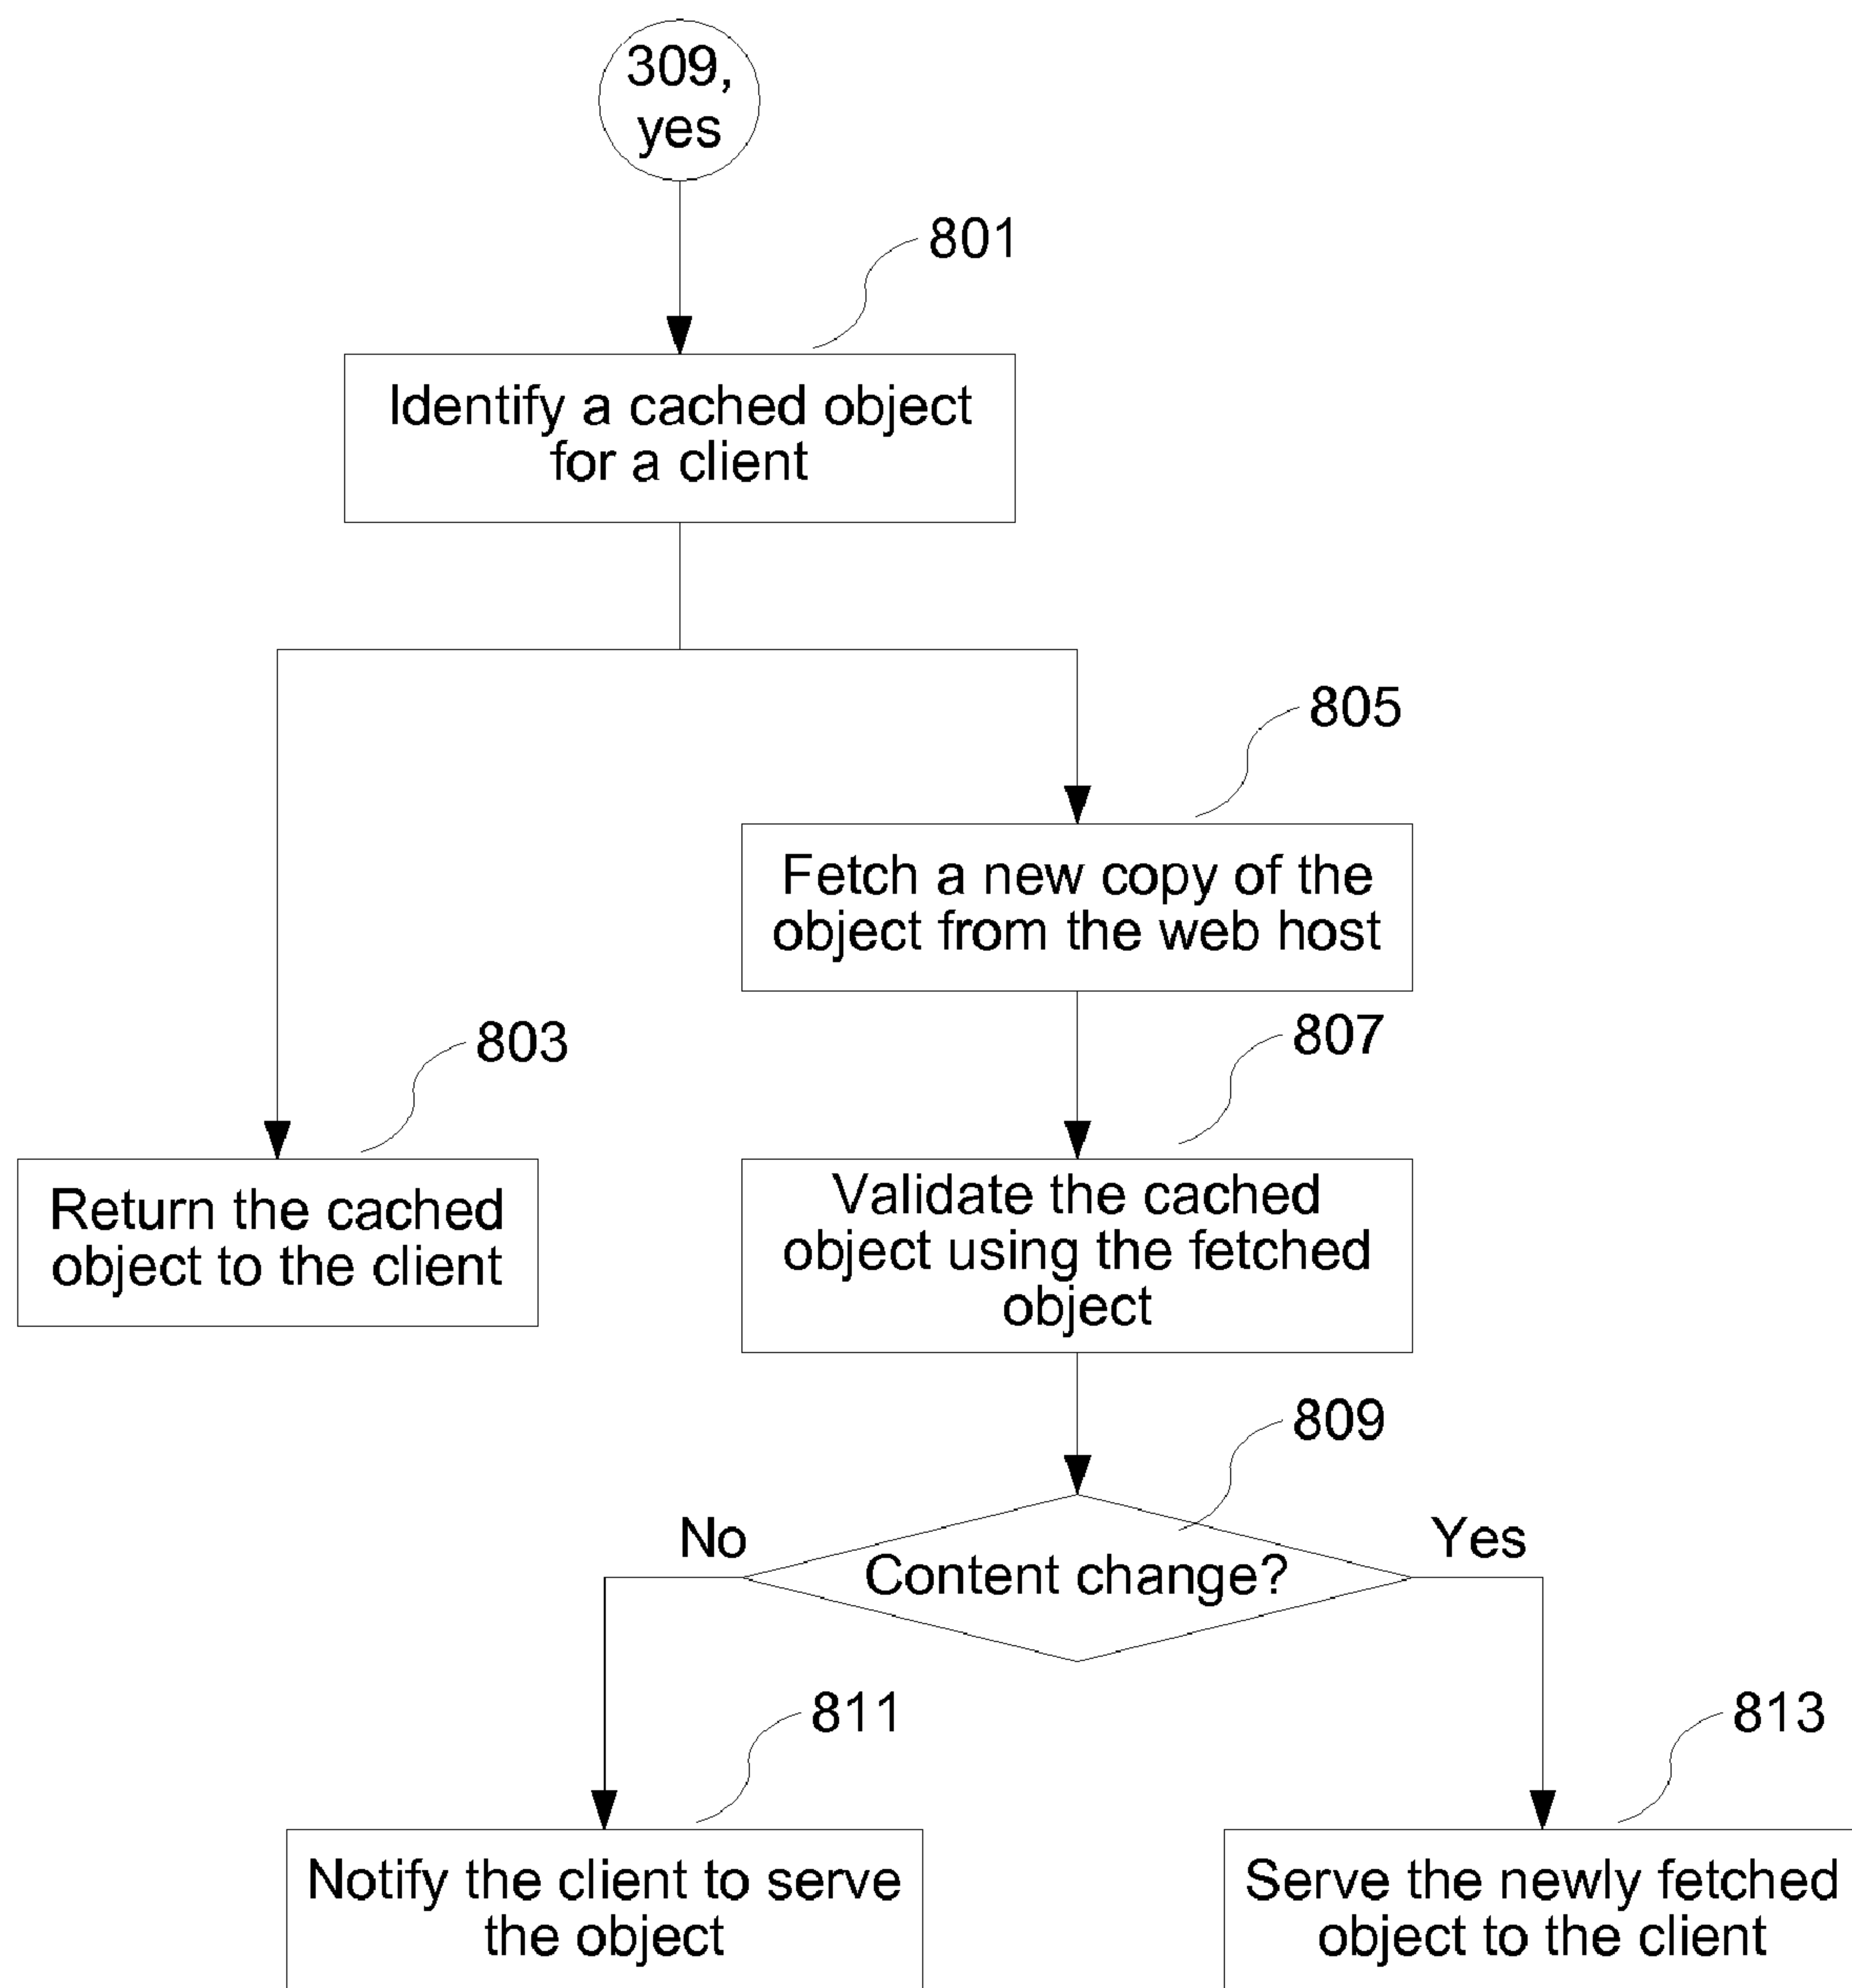 309,
yes
801
Identify a cached object
for a client
805
Fetch a new copy of the
object from the web host
803
Return the cached
object to the client
807
Validate the cached
object using the fetched
object
809
No
Content change?
Yes
811
Notify the client to serve
the object
813
Serve the newly fetched
object to the client